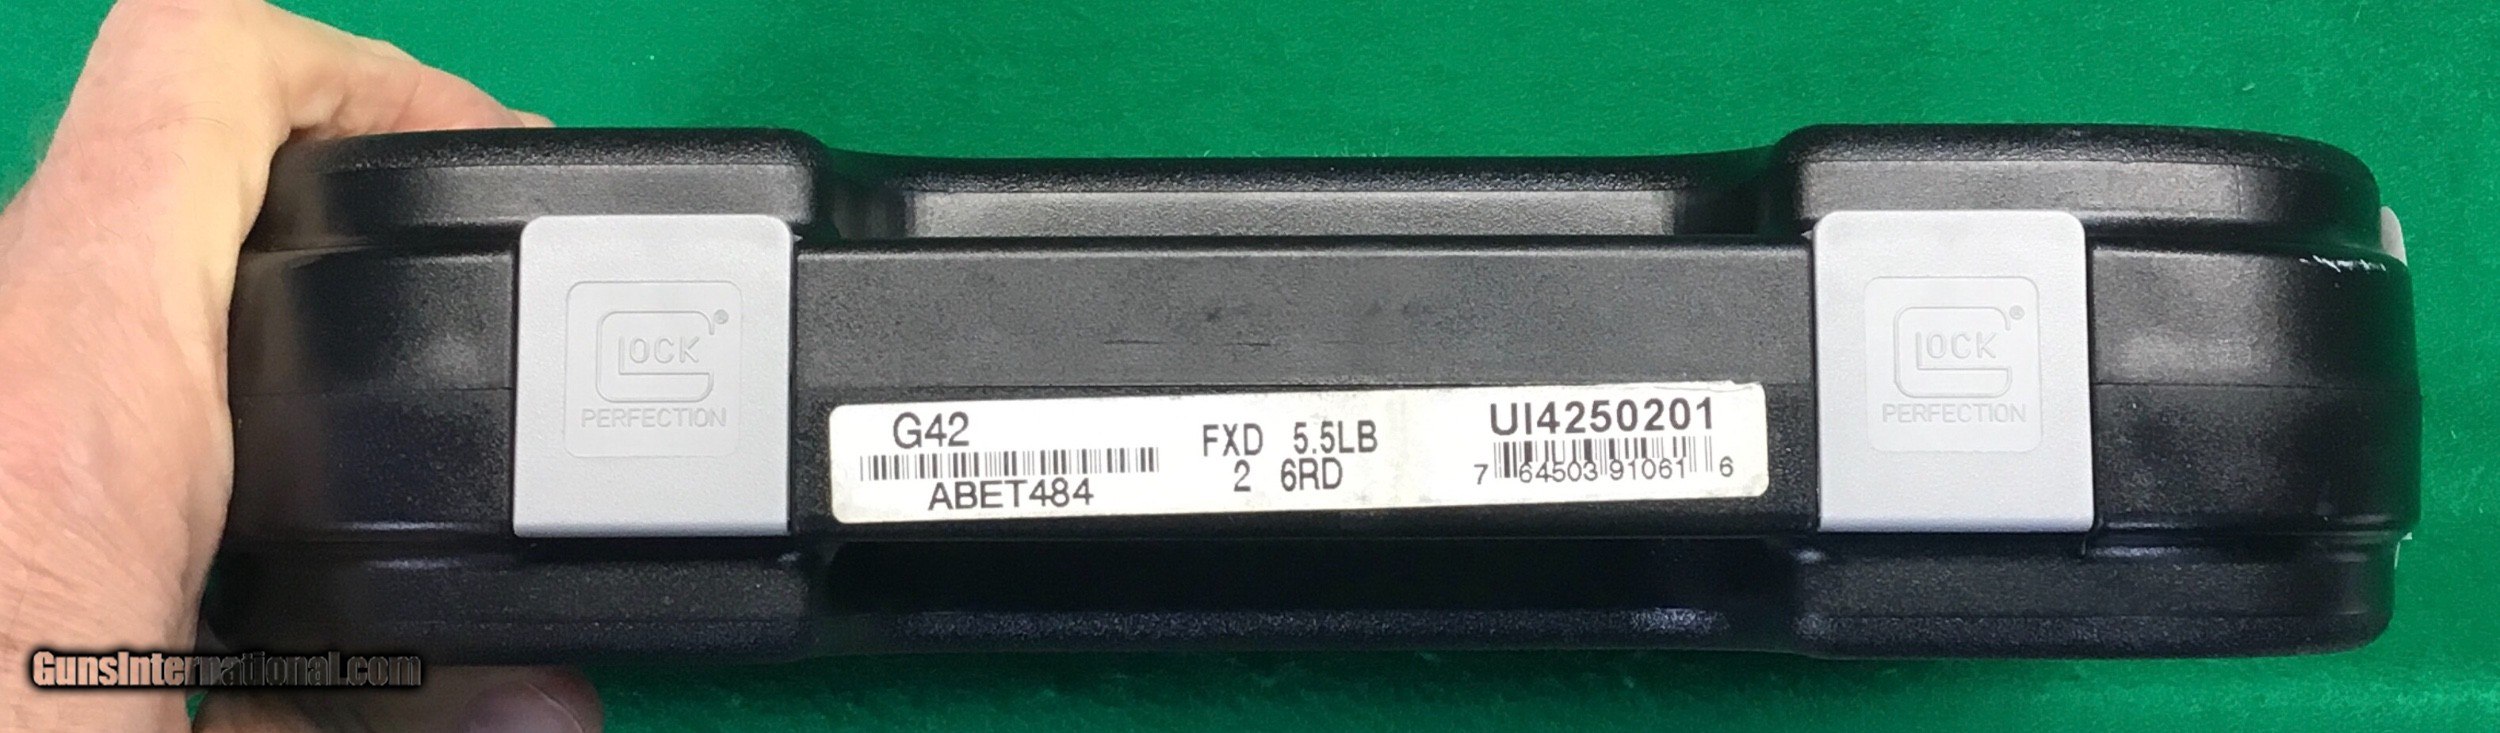 GLOCK®
PERFECTION
GLOCK®
PERFECTION
G42
ABET484
FXD 5.5LB
2 6RD
UI4250201
7 64503 91061 6
GunsInternational.com